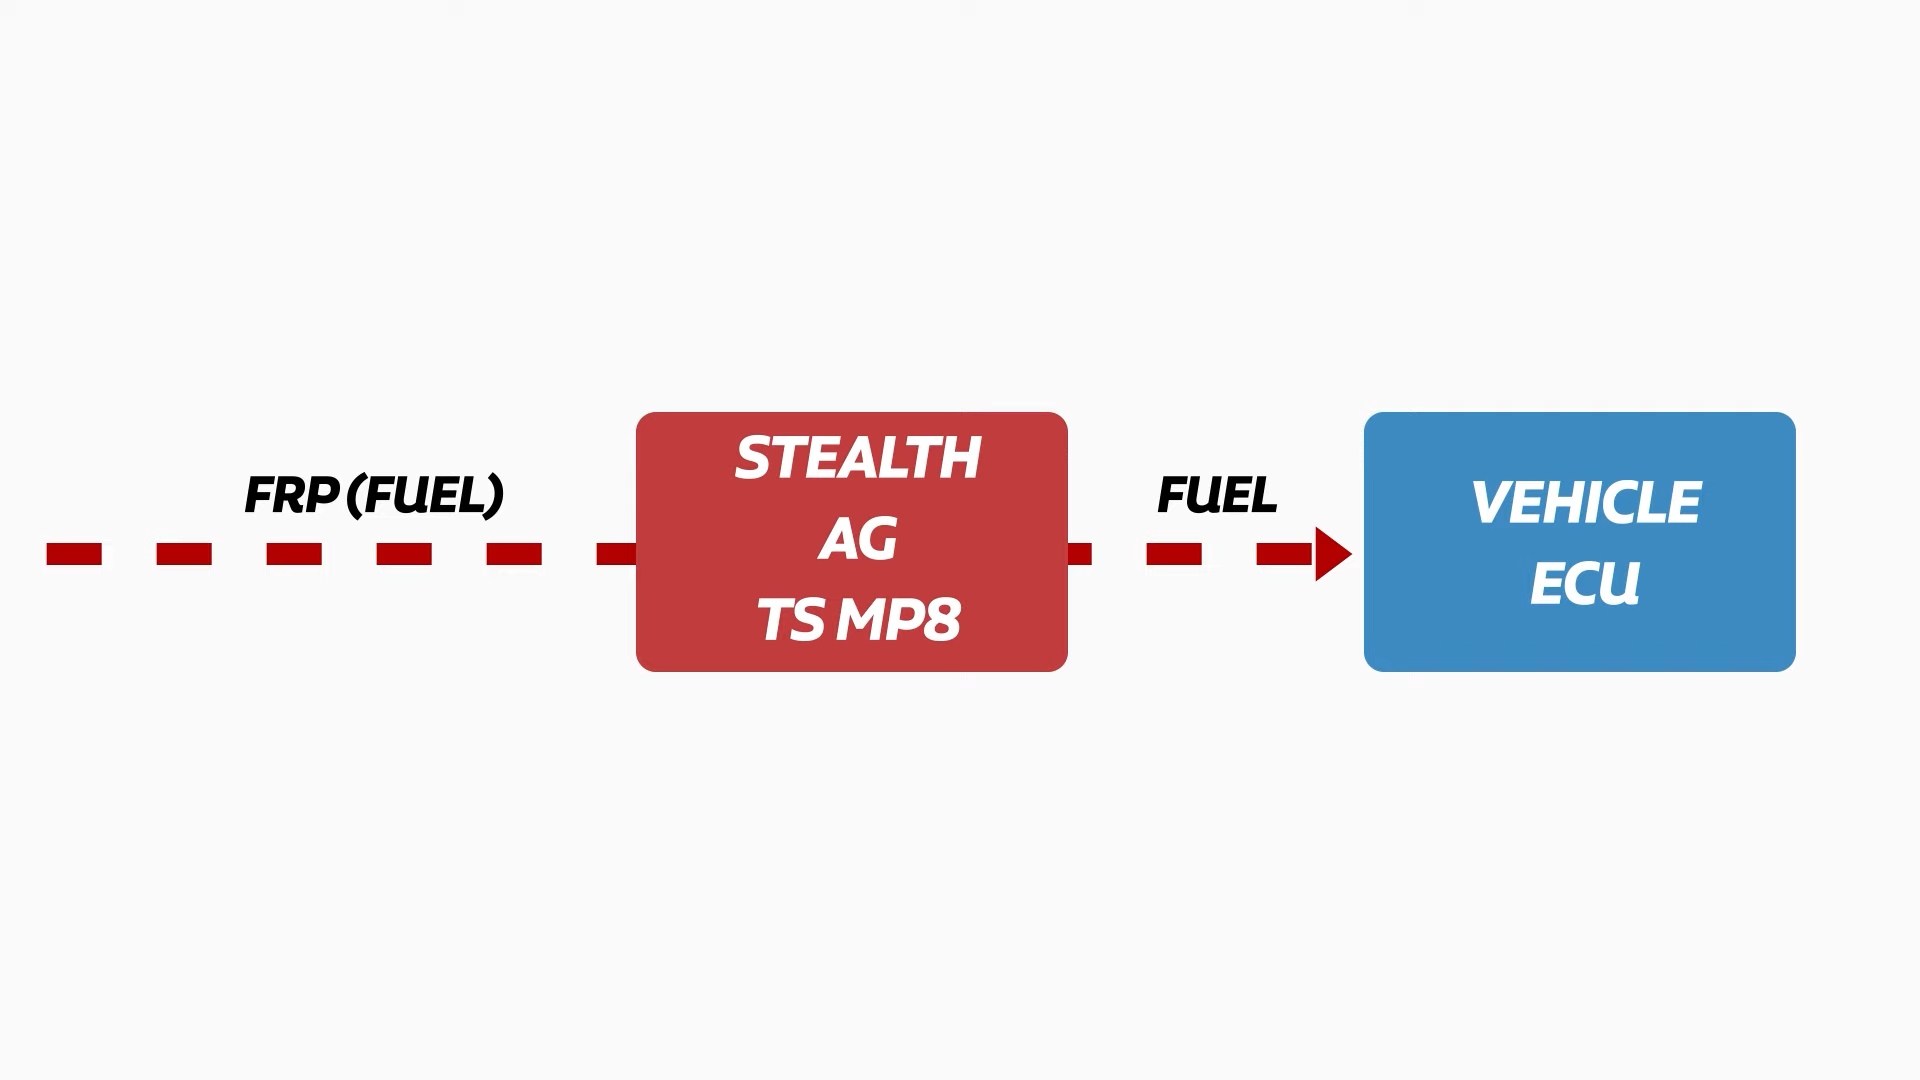 FRP (FUEL)
STEALTH
AG
TS MP8
FUEL
VEHICLE
ECU